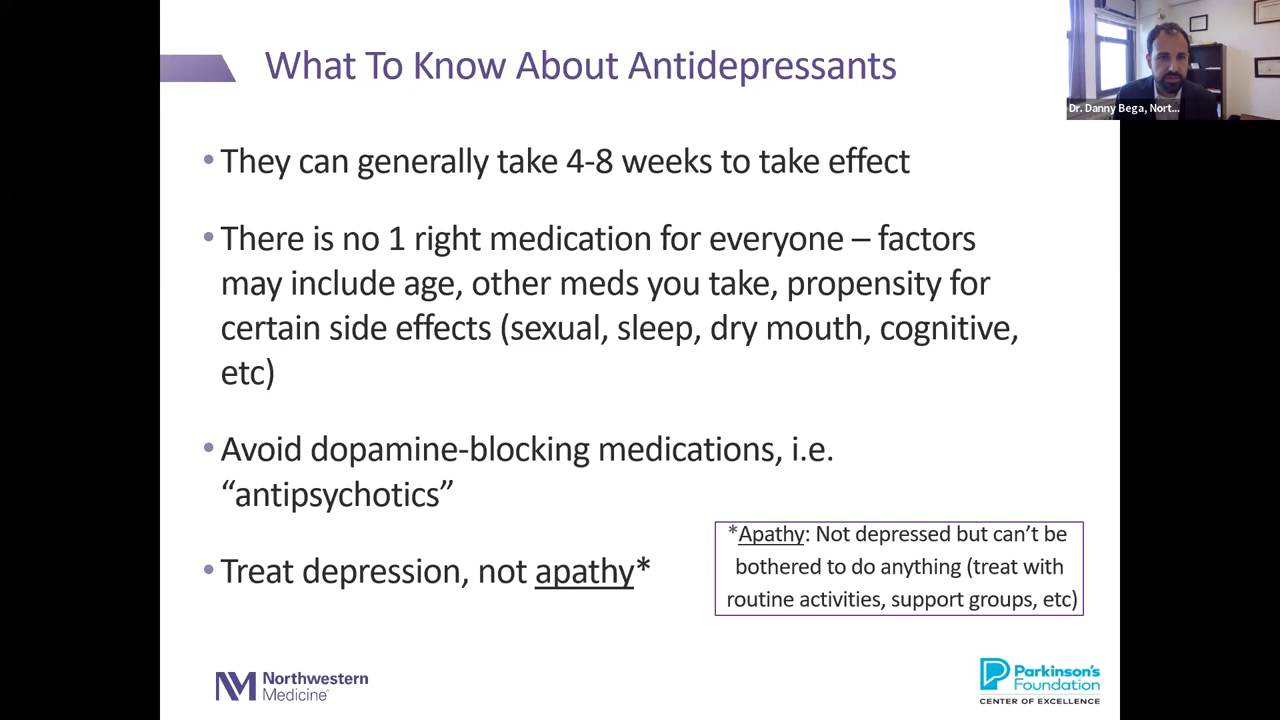 What To Know About Antidepressants
Dr. Danny Bega, Nort...
• They can generally take 4-8 weeks to take effect
• There is no 1 right medication for everyone – factors
may include age, other meds you take, propensity for
certain side effects (sexual, sleep, dry mouth, cognitive,
etc)
• Avoid dopamine-blocking medications, i.e.
“antipsychotics”
• Treat depression, not apathy*
*Apathy: Not depressed but can’t be
bothered to do anything (treat with
routine activities, support groups, etc)
NM Northwestern
Medicine®
Parkinson's
Foundation
CENTER OF EXCELLENCE